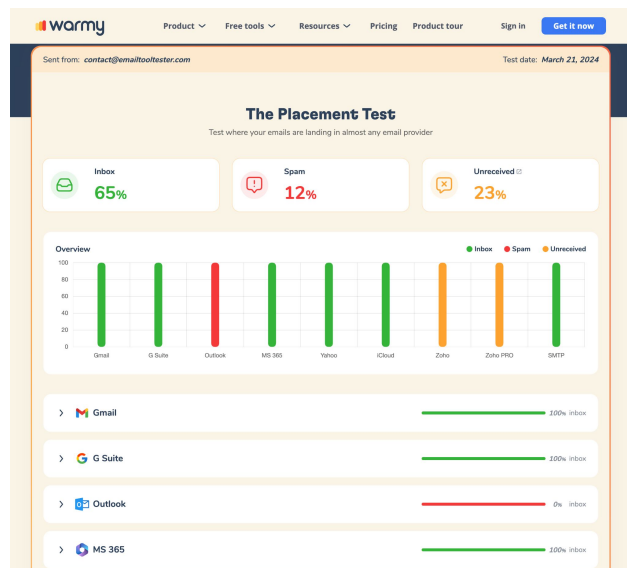 warmy Product Free tools Resources Pricing Product tour Sign in Get it now
Sent from: contact@emailtooltester.com Test date: March 21, 2024
The Placement Test
Test where your emails are landing in almost any email provider
Inbox
65%
Spam
12%
Unreceived
23%
Overview Inbox Spam Unreceived
100
80
60
40
20
0
Gmail G Suite Outlook MS 365 Yahoo iCloud Zoho Zoho PRO SMTP
Gmail 100% inbox
G Suite 100% inbox
Outlook 0% inbox
MS 365 100% inbox